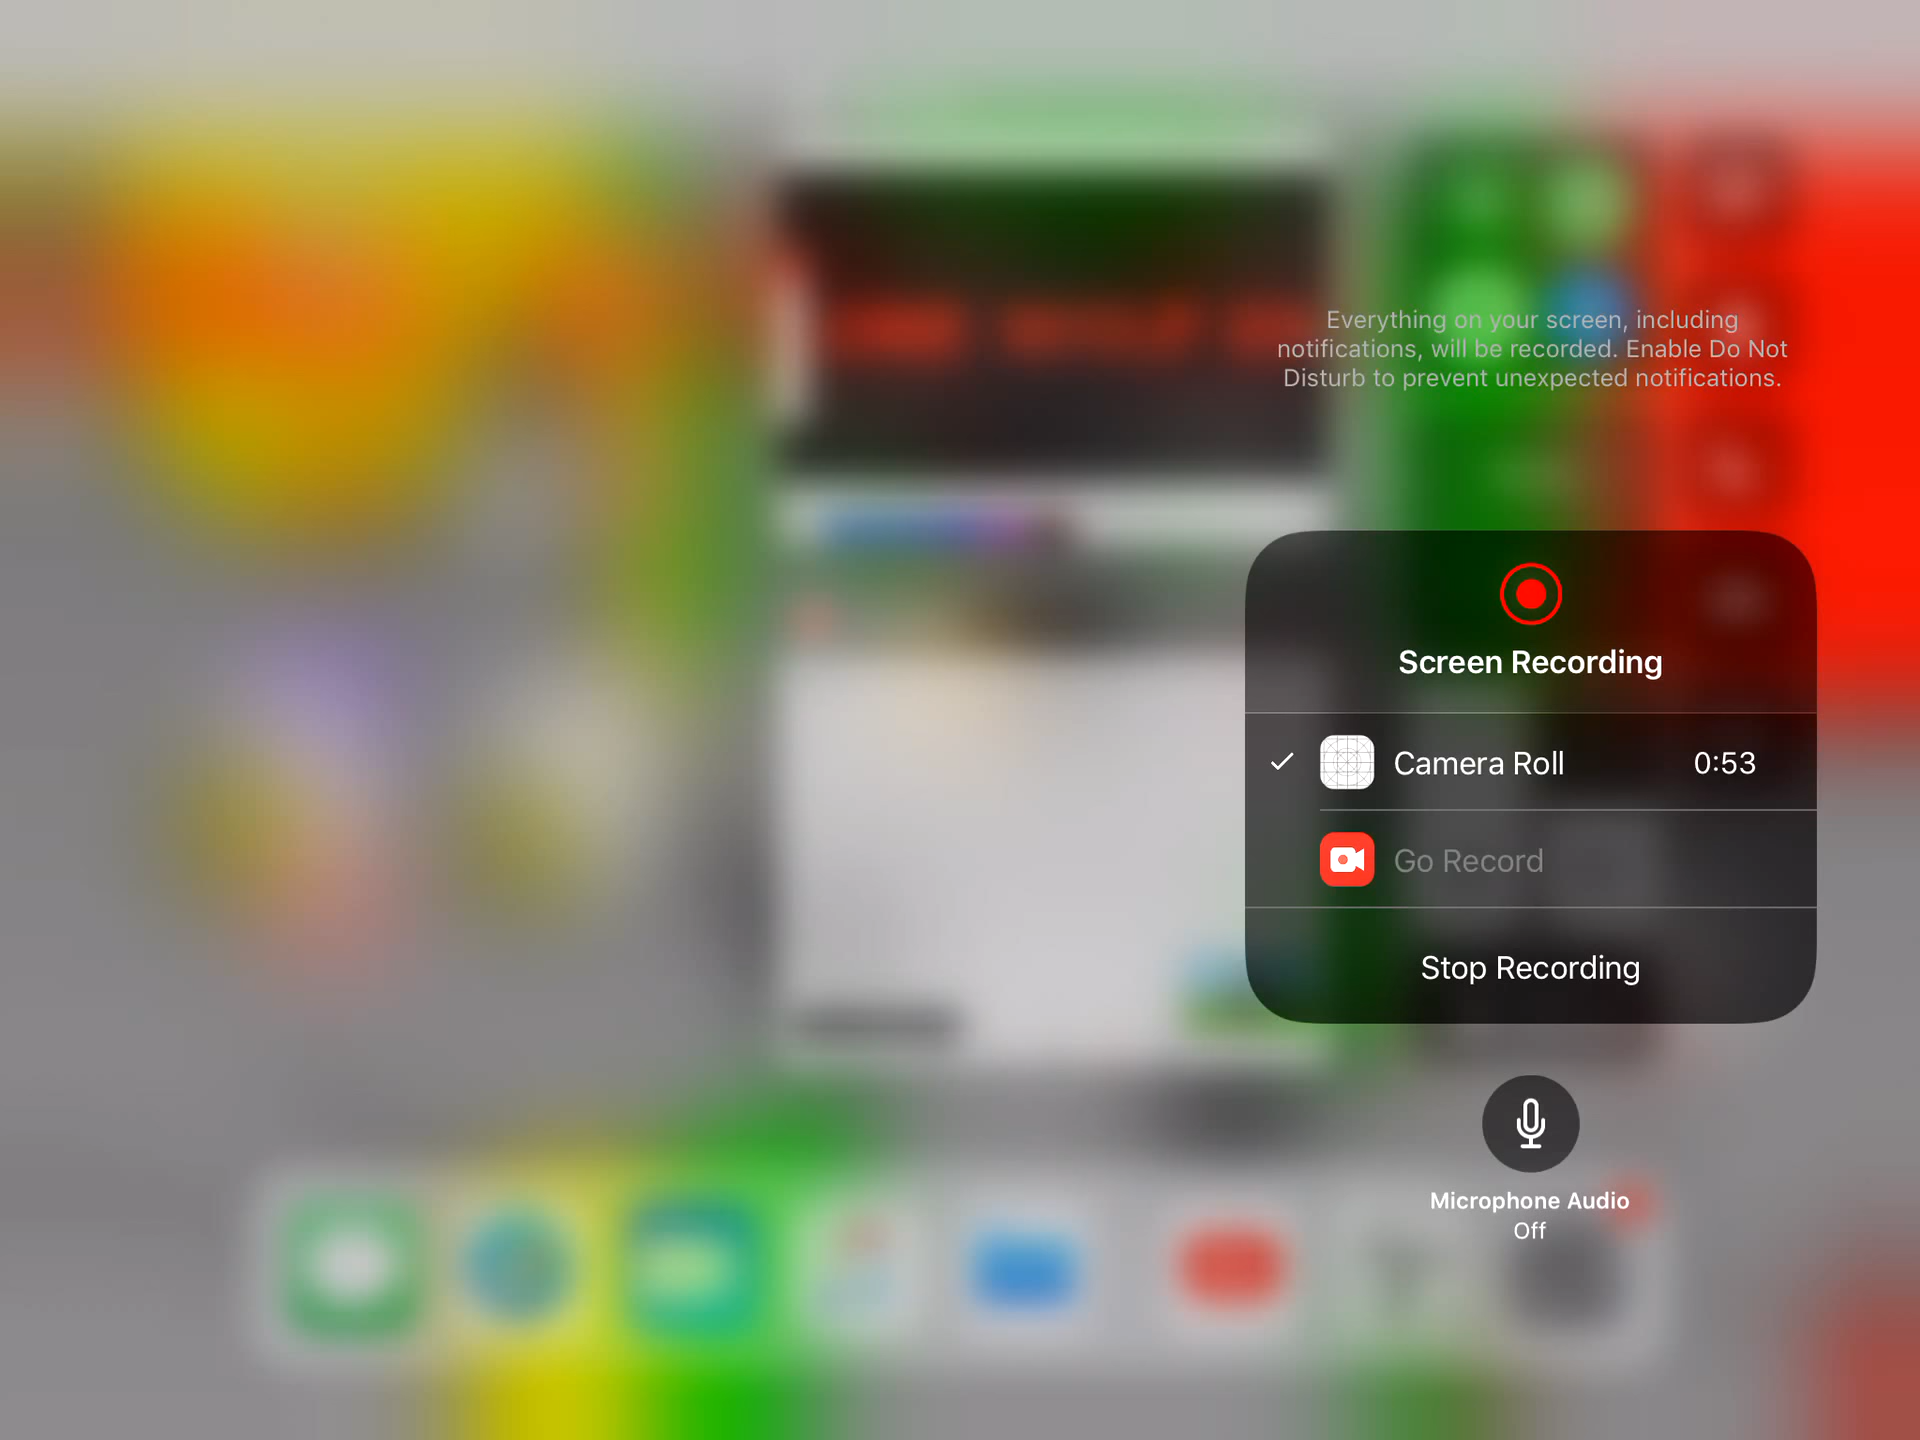 Everything on your screen, including
notifications, will be recorded. Enable Do Not
Disturb to prevent unexpected notifications.
Screen Recording
Camera Roll 0:53
Go Record
Stop Recording
Microphone Audio
Off